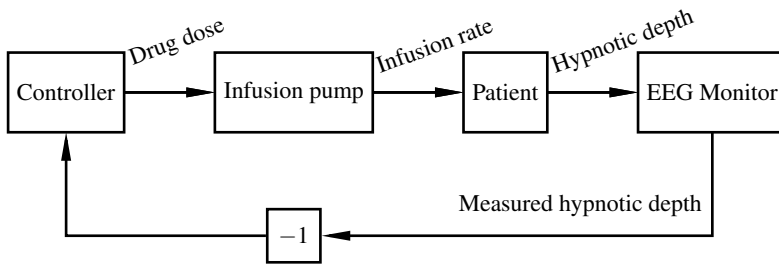 Drug dose
Infusion rate
Hypnotic depth
Controller
Infusion pump
Patient
EEG Monitor
Measured hypnotic depth
−1